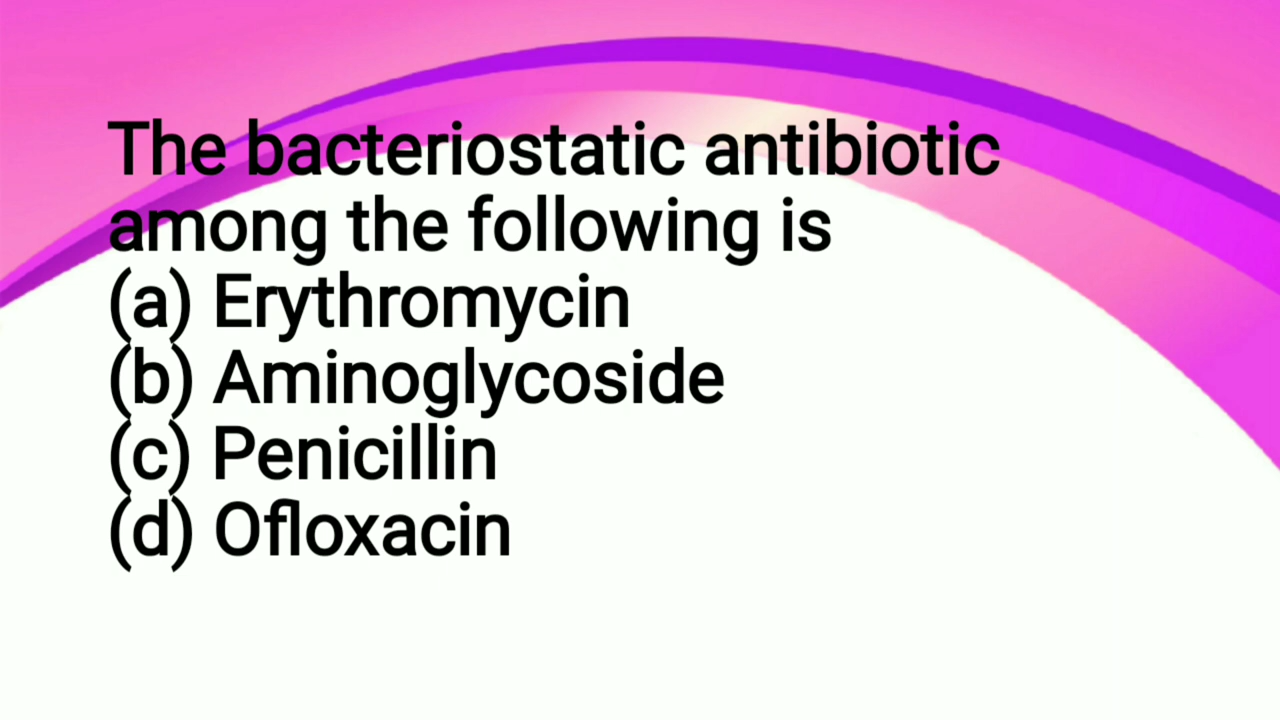 The bacteriostatic antibiotic
among the following is
(a) Erythromycin
(b) Aminoglycoside
(c) Penicillin
(d) Ofloxacin